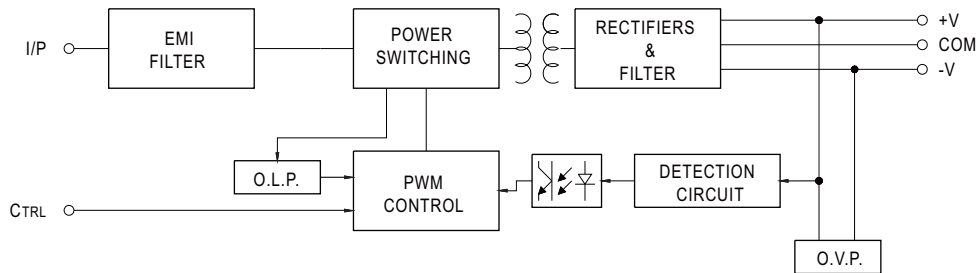 I/P
EMI
FILTER
POWER
SWITCHING
RECTIFIERS
&
FILTER
+V
COM
-V
O.L.P.
PWM
CONTROL
DETECTION
CIRCUIT
CTRL
O.V.P.